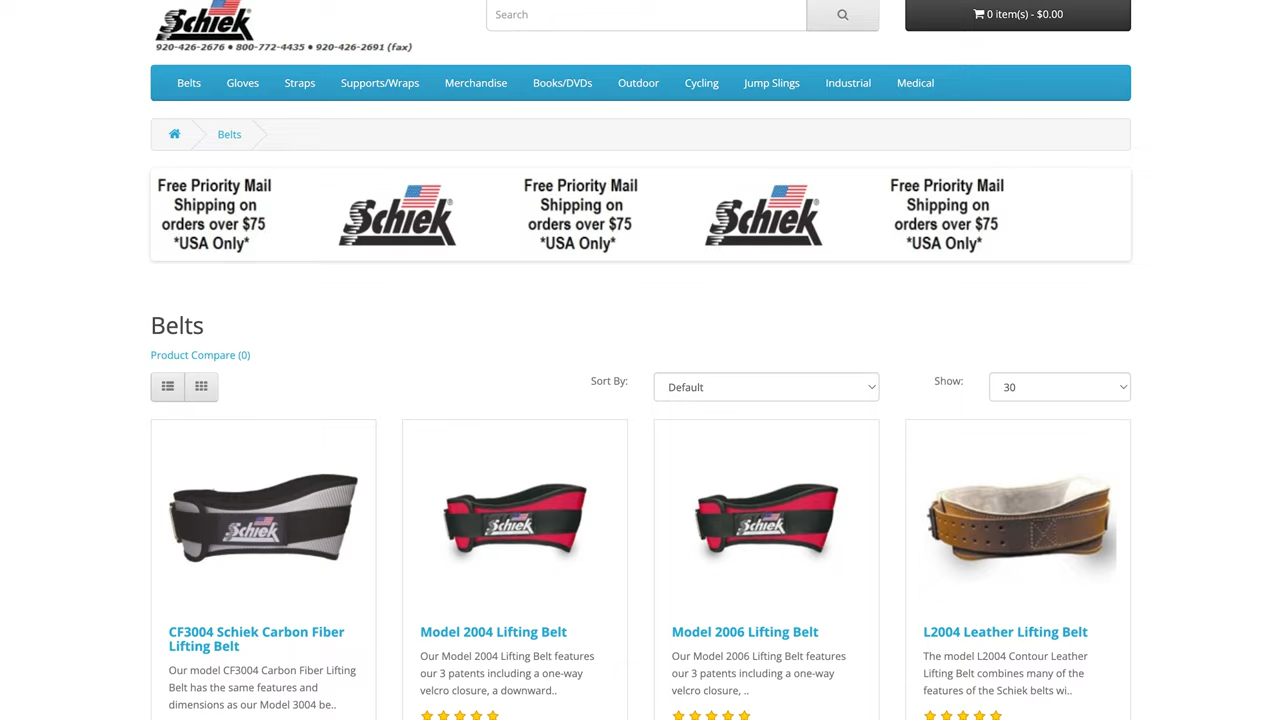 Schiek
920-426-2676 • 800-772-4435 • 920-426-2691 (fax)
Search
0 item(s) - $0.00
Belts Gloves Straps Supports/Wraps Merchandise Books/DVDs Outdoor Cycling Jump Slings Industrial Medical
Belts
Free Priority Mail
Shipping on
orders over $75
*USA Only*
Schiek®
Free Priority Mail
Shipping on
orders over $75
*USA Only*
Schiek®
Free Priority Mail
Shipping on
orders over $75
*USA Only*
Belts
Product Compare (0)
Sort By:
Default
Show:
30
Schiek
CF3004 Schiek Carbon Fiber
Lifting Belt
Our model CF3004 Carbon Fiber Lifting
Belt has the same features and
dimensions as our Model 3004 be..
Schiek
Model 2004 Lifting Belt
Our Model 2004 Lifting Belt features
our 3 patents including a one-way
velcro closure, a downward..
Schiek
Model 2006 Lifting Belt
Our Model 2006 Lifting Belt features
our 3 patents including a one-way
velcro closure, ..
L2004 Leather Lifting Belt
The model L2004 Contour Leather
Lifting Belt combines many of the
features of the Schiek belts wi..